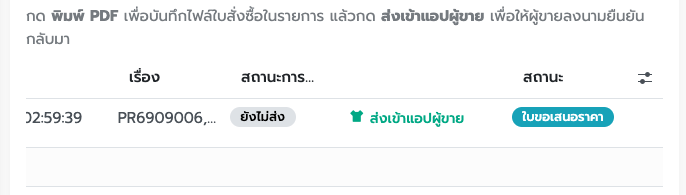 กด พิมพ์ PDF เพื่อบันทึกไฟล์ใบสั่งซื้อในรายการ แล้วกด ส่งเข้าแอปผู้ขาย เพื่อให้ผู้ขายลงนามยืนยัน
กลับมา
เรื่อง สถานะการ... สถานะ
02:59:39 PR6909006,... ยังไม่ส่ง ส่งเข้าแอปผู้ขาย ใบขอเสนอราคา